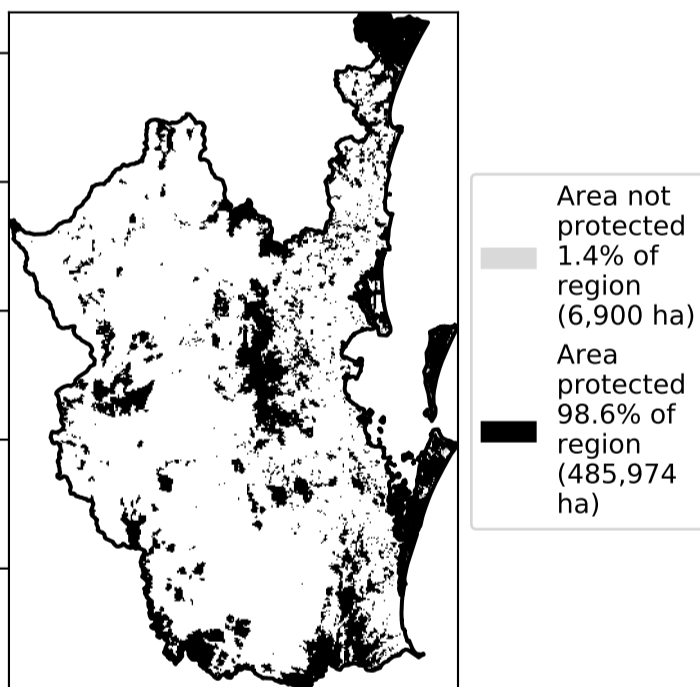 Area not
protected
1.4% of
region
(6,900 ha)
Area
protected
98.6% of
region
(485,974
ha)